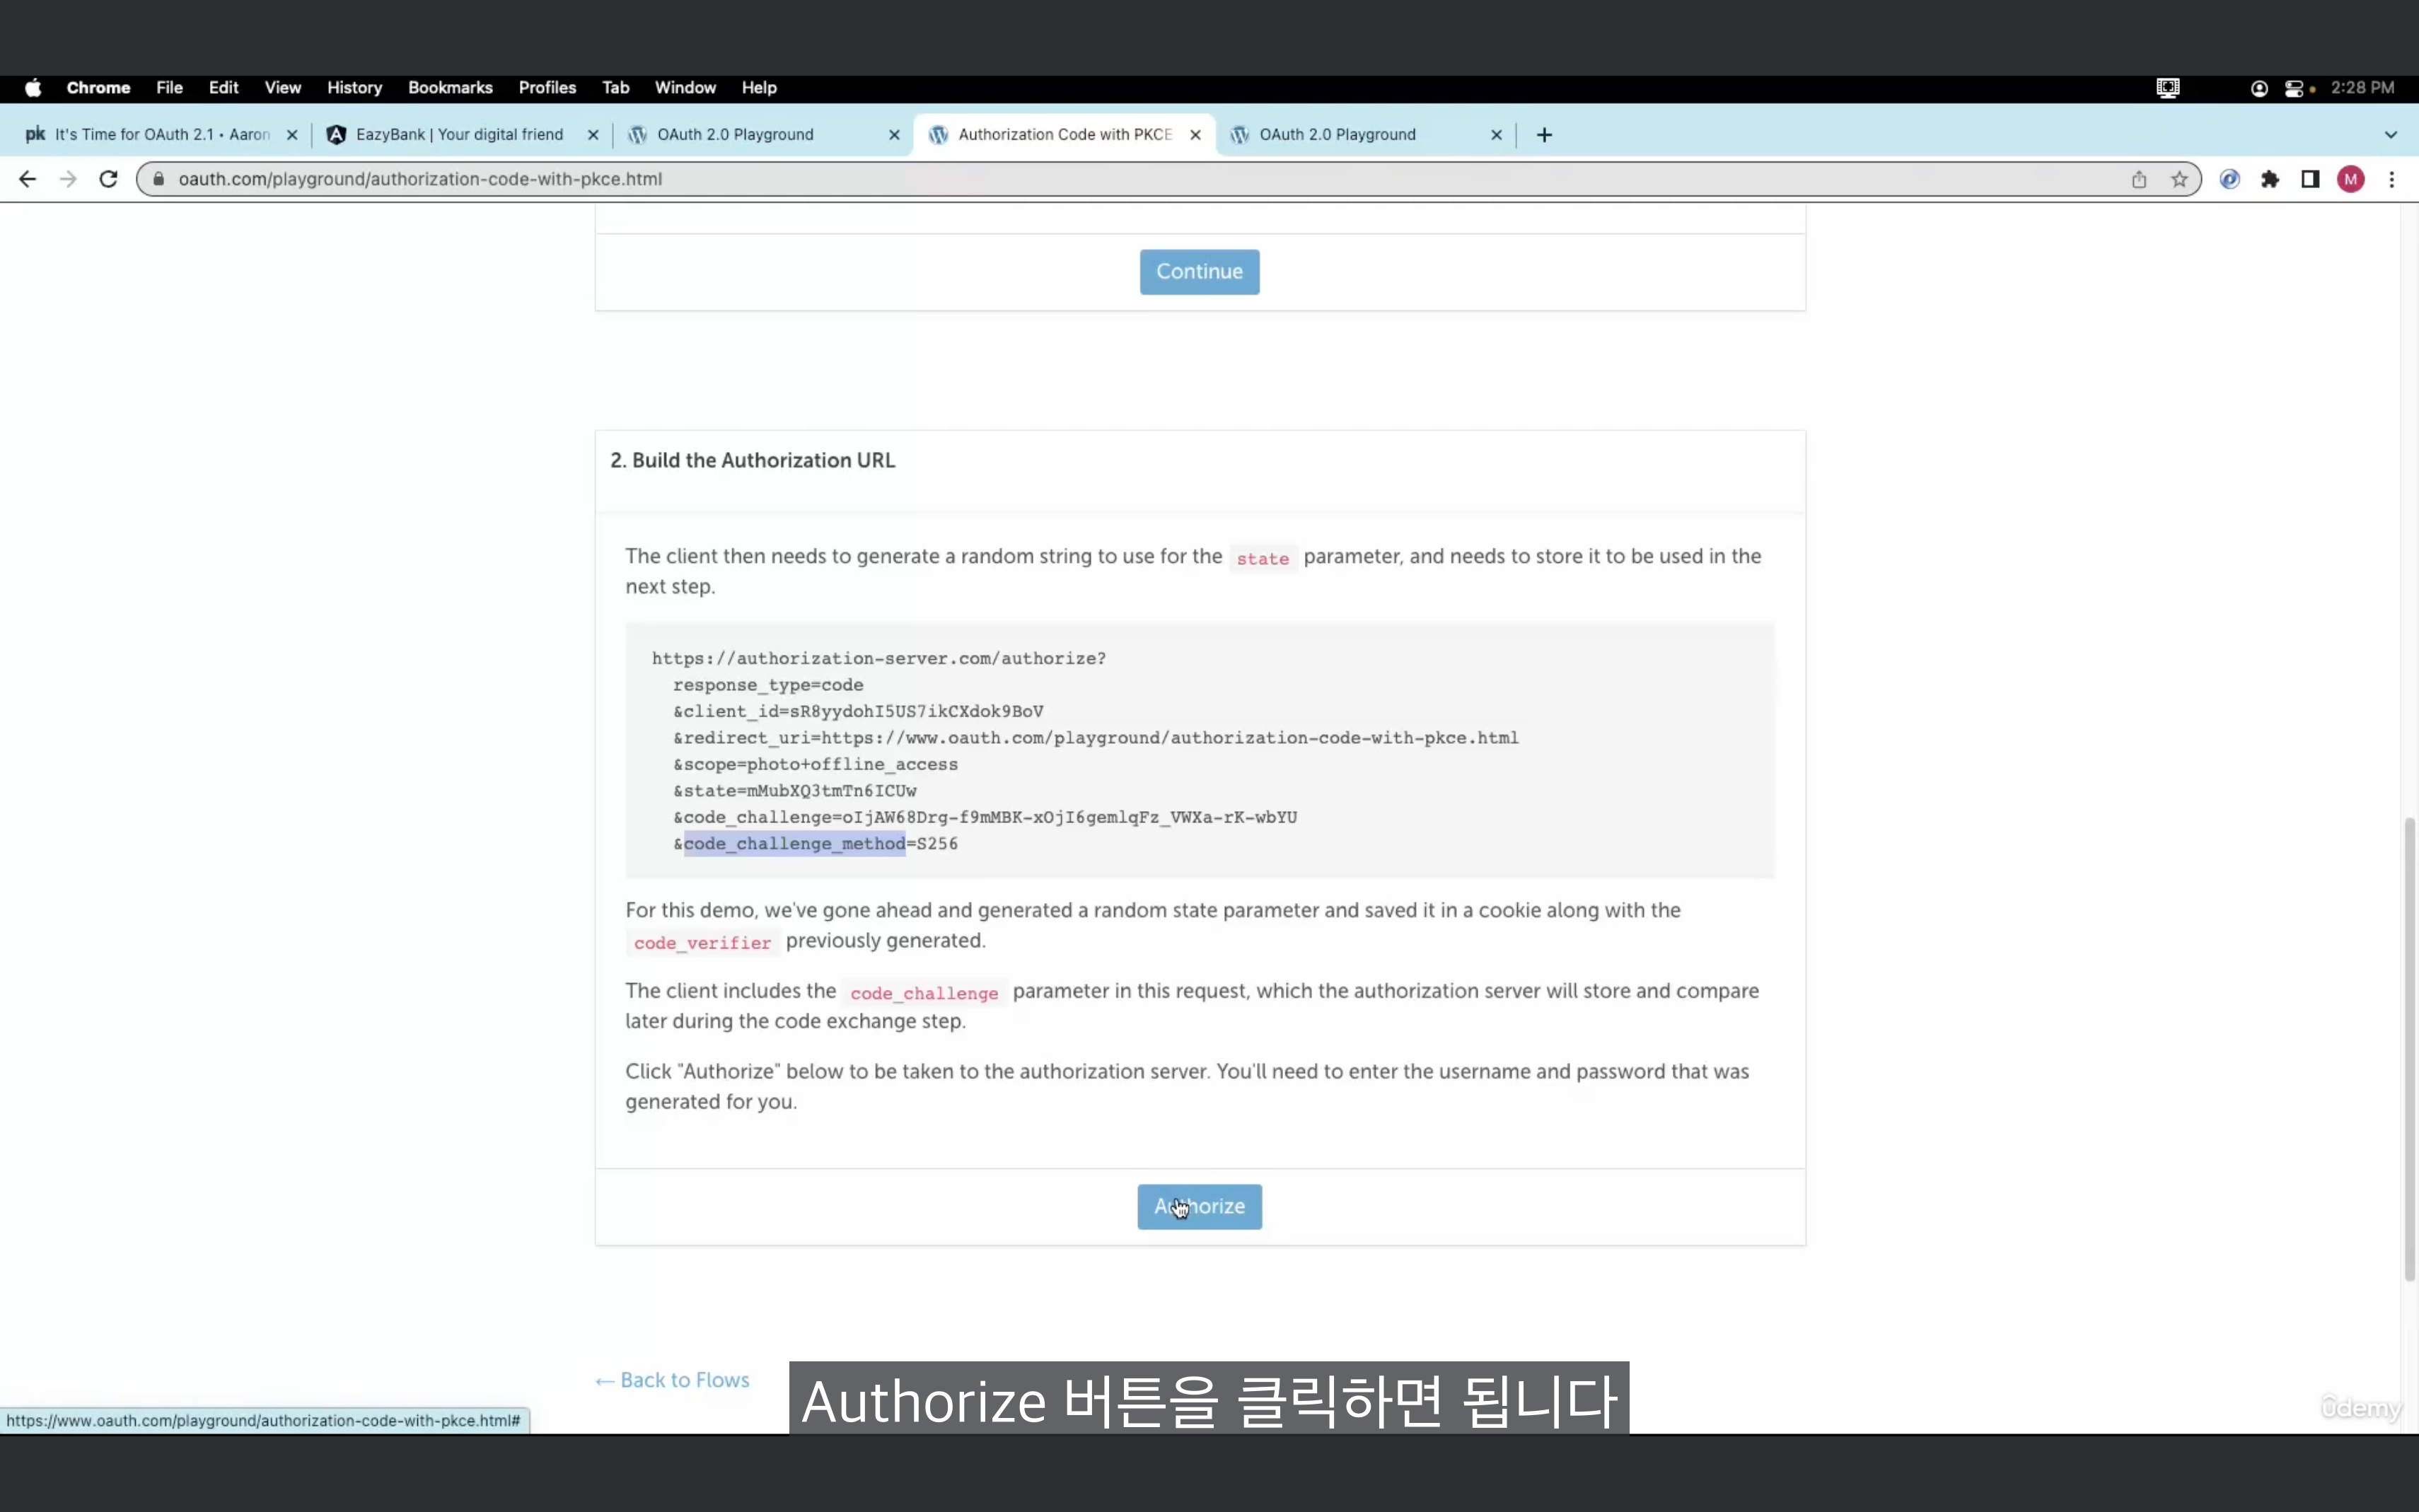 Chrome File Edit View History Bookmarks Profiles Tab Window Help 2:28 PM
pk It's Time for OAuth 2.1 • Aaron EazyBank | Your digital friend OAuth 2.0 Playground Authorization Code with PKCE OAuth 2.0 Playground
oauth.com/playground/authorization-code-with-pkce.html M
Continue
2. Build the Authorization URL
The client then needs to generate a random string to use for the state parameter, and needs to store it to be used in the
next step.
https://authorization-server.com/authorize?
response_type=code
&client_id=sR8yydohI5US7ikCXdok9BoV
&redirect_uri=https://www.oauth.com/playground/authorization-code-with-pkce.html
&scope=photo+offline_access
&state=mMubXQ3tmTn6ICUw
&code_challenge=oIjAW68Drg-f9mMBK-xOjI6gemlqFz_VWXa-rK-wbYU
&code_challenge_method=S256
For this demo, we've gone ahead and generated a random state parameter and saved it in a cookie along with the
code_verifier previously generated.
The client includes the code_challenge parameter in this request, which the authorization server will store and compare
later during the code exchange step.
Click "Authorize" below to be taken to the authorization server. You'll need to enter the username and password that was
generated for you.
Authorize
← Back to Flows
Authorize 버튼을 클릭하면 됩니다
https://www.oauth.com/playground/authorization-code-with-pkce.html#
ûdemy